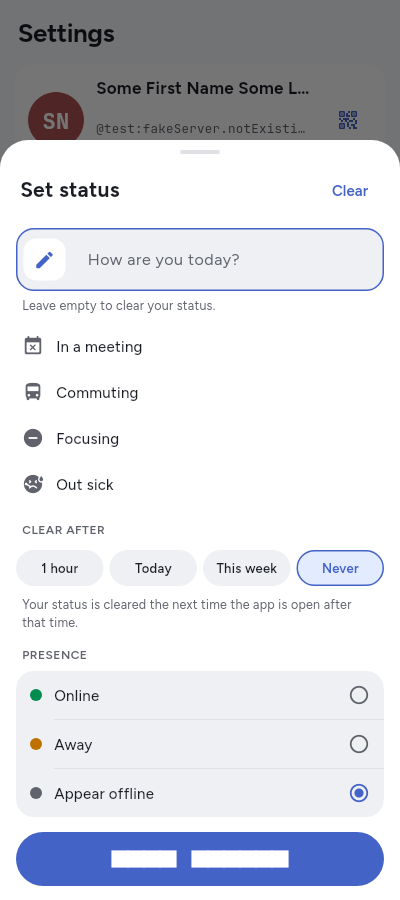 Settings
Some First Name Some L…
SN
@test:fakeServer.notExisti…
Set status
Clear
How are you today?
Leave empty to clear your status.
In a meeting
Commuting
Focusing
Out sick
CLEAR AFTER
1 hour
Today
This week
Never
Your status is cleared the next time the app is open after
that time.
PRESENCE
Online
Away
Appear offline